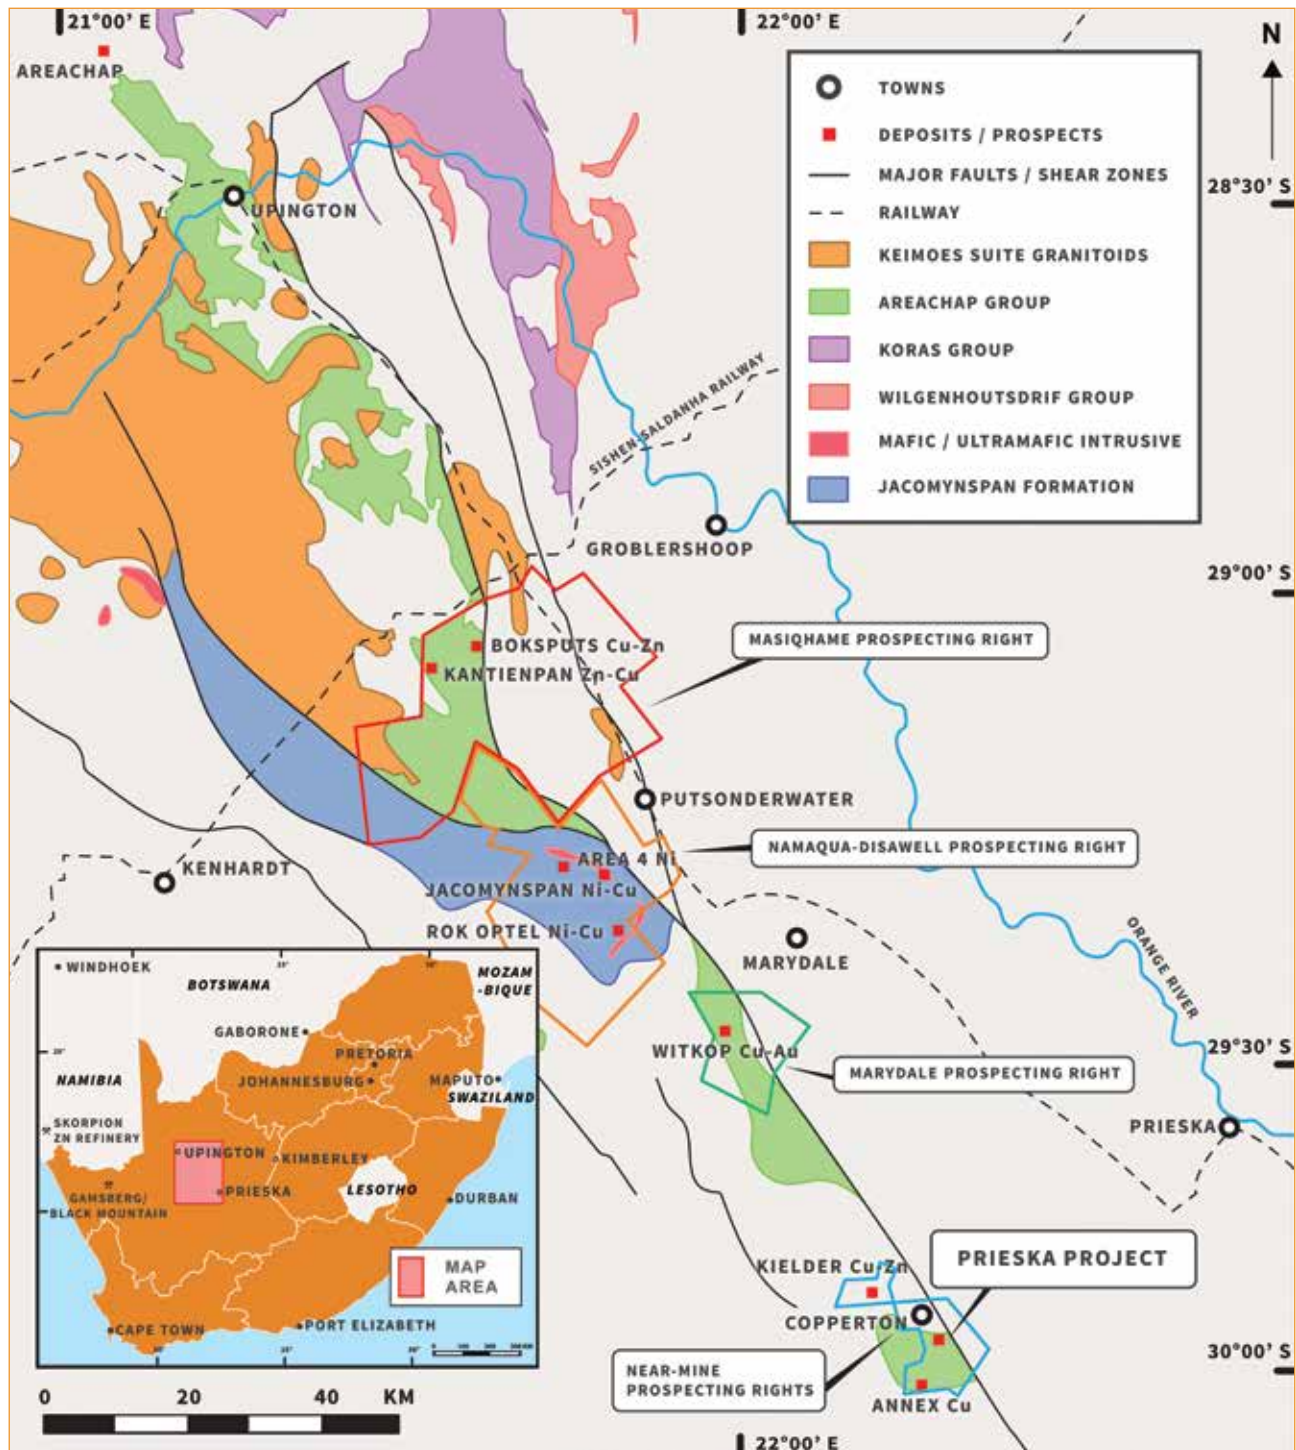 21°00’ E
22°00’ E
N
AREACHAP
TOWNS
DEPOSITS / PROSPECTS
MAJOR FAULTS / SHEAR ZONES
RAILWAY
KEIMOES SUITE GRANITOIDS
AREACHAP GROUP
KORAS GROUP
WILGENHOUTSDRIF GROUP
MAFIC / ULTRAMAFIC INTRUSIVE
JACOMYNSPAN FORMATION
28°30’ S
UPINGTON
SISHEN-SALDANHA RAILWAY
GROBLERSHOOP
29°00’ S
MASIQHAME PROSPECTING RIGHT
BOKSPUTS Cu-Zn
KANTIENPAN Zn-Cu
PUTSONDERWATER
NAMAQUA-DISAWELL PROSPECTING RIGHT
KENHARDT
AREA 4 Ni
JACOMYNSPAN Ni-Cu
ROK OPTEL Ni-Cu
MARYDALE
ORANGE RIVER
29°30’ S
WITKOP Cu-Au
MARYDALE PROSPECTING RIGHT
PRIESKA
PRIESKA PROJECT
KIELDER Cu-Zn
COPPERTON
NEAR-MINE
PROSPECTING RIGHTS
ANNEX Cu
30°00’ S
22°00’ E
WINDHOEK
BOTSWANA
MOZAM
-BIQUE
GABORONE
PRETORIA
NAMIBIA
JOHANNESBURG
MAPUTO
SWAZILAND
SKORPION
ZN REFINERY
UPINGTON
KIMBERLEY
PRIESKA
LESOTHO
GAMSBERG/
BLACK MOUNTAIN
DURBAN
MAP
AREA
CAPE TOWN
PORT ELIZABETH
0 20 40 KM